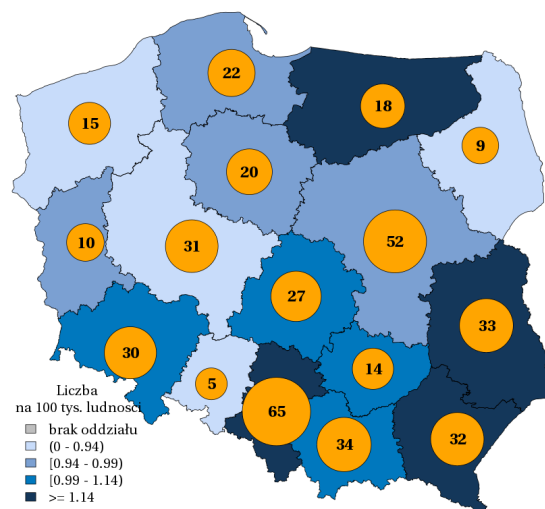 22
18
15
9
20
10
31
52
27
33
30
14
5
65
34
32
Liczba
na 100 tys. ludności
brak oddziału
(0 - 0.94)
[0.94 - 0.99)
[0.99 - 1.14)
>= 1.14